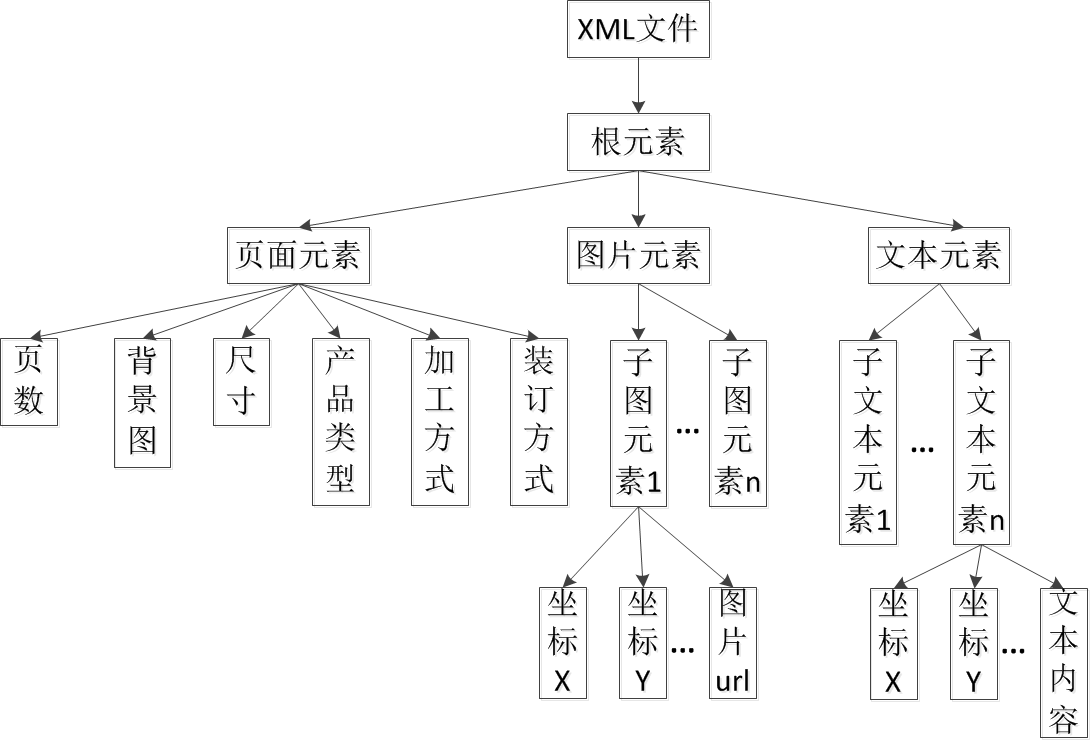 XML文件
根元素
页面元素
图片元素
文本元素
页数
背景图
尺寸
产品类型
加工方式
装订方式
子图元素1
...
子图元素n
子文本元素1
...
子文本元素n
坐标X
坐标Y
...
图片url
坐标X
坐标Y
...
文本内容